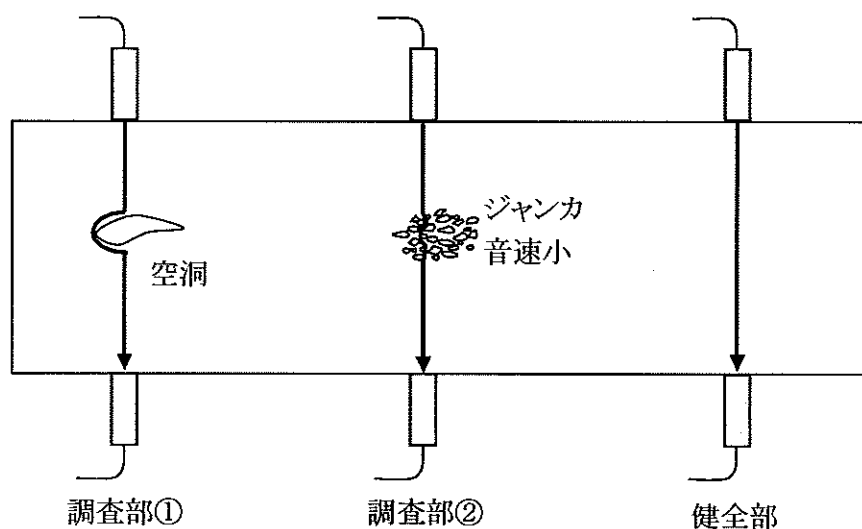 ジャンカ
音速小
空洞
調査部①
調査部②
健全部